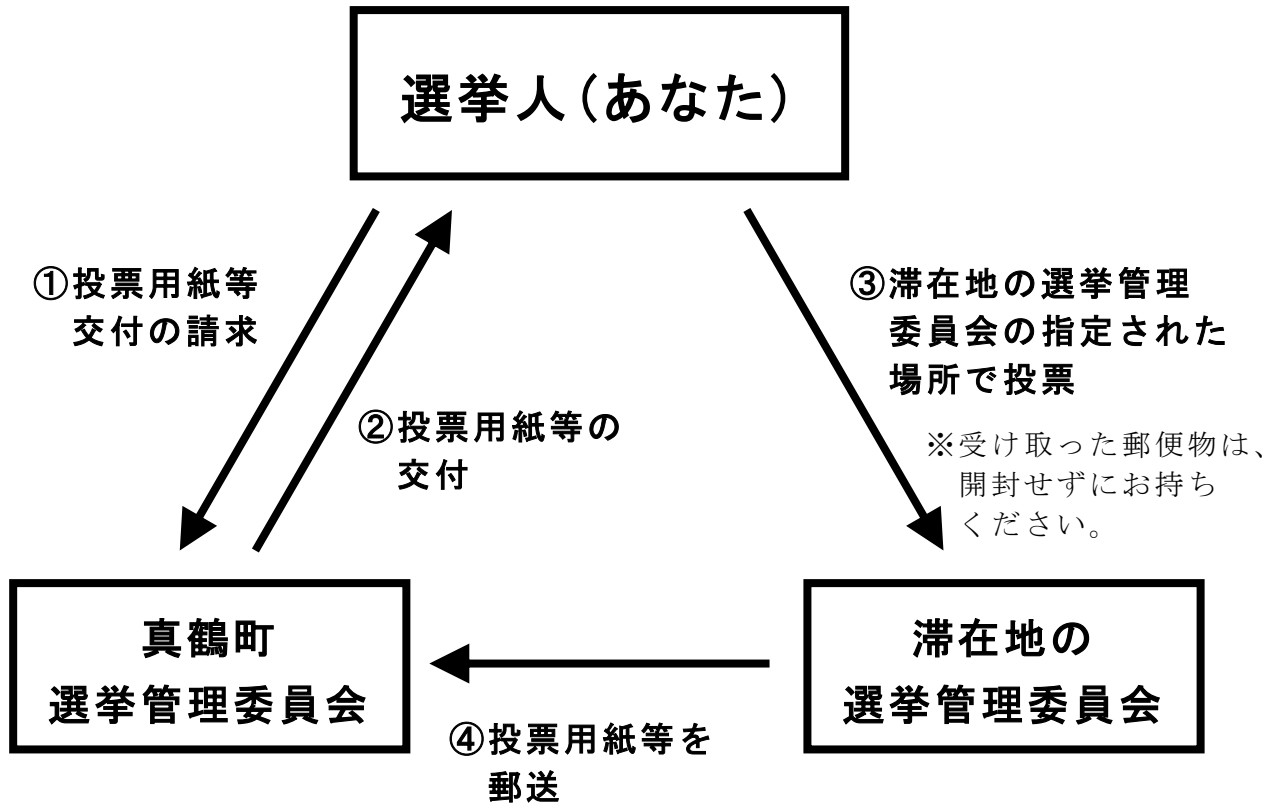 選挙人(あなた)
①投票用紙等
交付の請求
②投票用紙等の
交付
③滞在地の選挙管理
委員会の指定された
場所で投票
※受け取った郵便物は、
開封せずにお持ち
ください。
真鶴町
選挙管理委員会
滞在地の
選挙管理委員会
④投票用紙等を
郵送